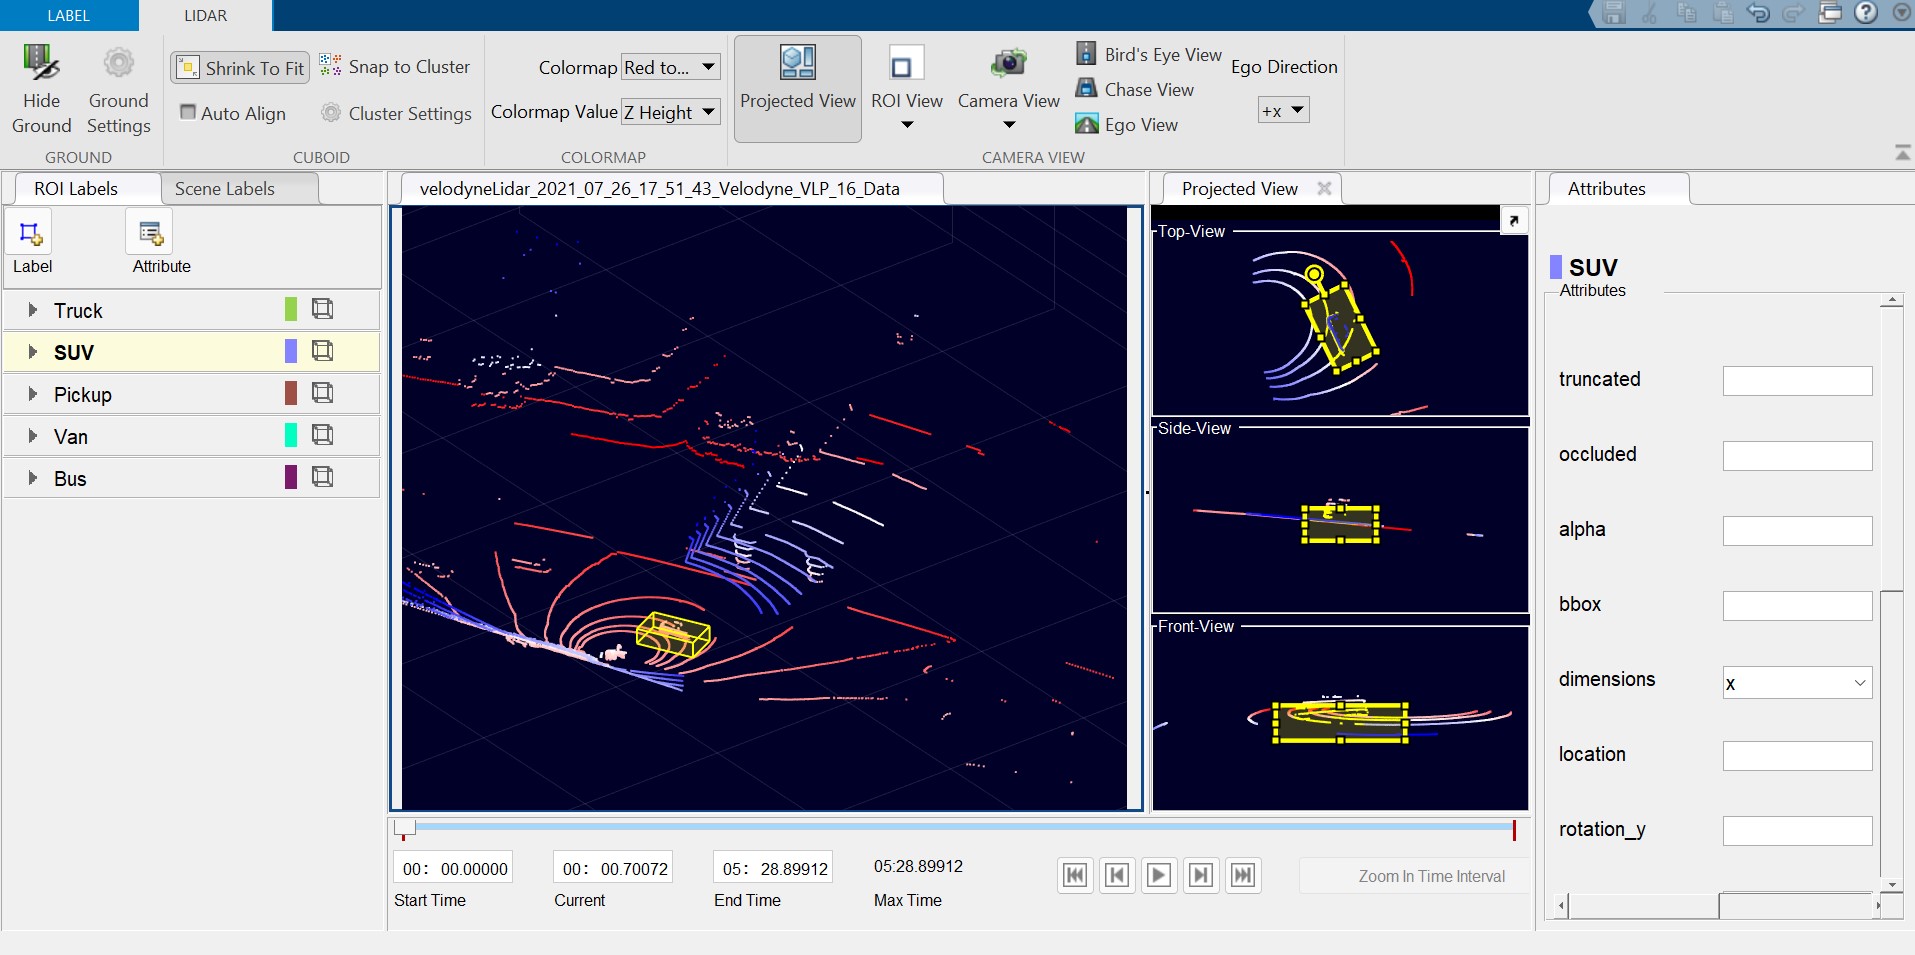 LABEL
LIDAR
Hide Ground
Ground Settings
GROUND
Shrink To Fit
Snap to Cluster
Auto Align
Cluster Settings
CUBOID
Colormap Red to...
Colormap Value Z Height
COLORMAP
Projected View
ROI View
Camera View
Bird's Eye View
Chase View
Ego View
Ego Direction
+x
CAMERA VIEW
ROI Labels
Scene Labels
Label
Attribute
Truck
SUV
Pickup
Van
Bus
velodyneLidar_2021_07_26_17_51_43_Velodyne_VLP_16_Data
Projected View
Top-View
Side-View
Front-View
Attributes
SUV
Attributes
truncated
occluded
alpha
bbox
dimensions x
location
rotation_y
00: 00.00000
00: 00.70072
05: 28.89912
05:28.89912
Start Time
Current
End Time
Max Time
Zoom In Time Interval